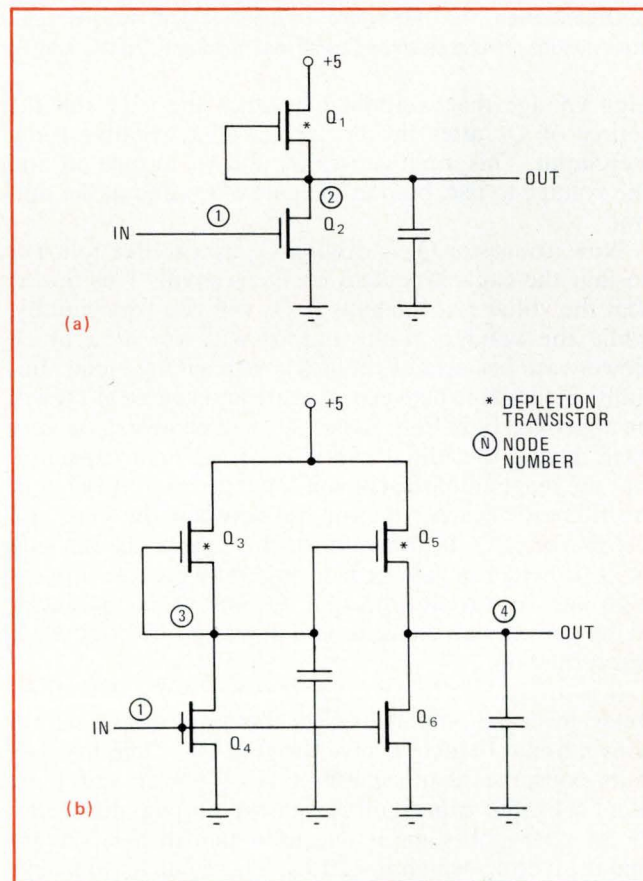 +5
Q1
*
2
OUT
1
IN
Q2
(a)
+5
* DEPLETION
TRANSISTOR
N NODE
NUMBER
Q3
*
Q5
*
3
4
OUT
1
IN
Q4
Q6
(b)